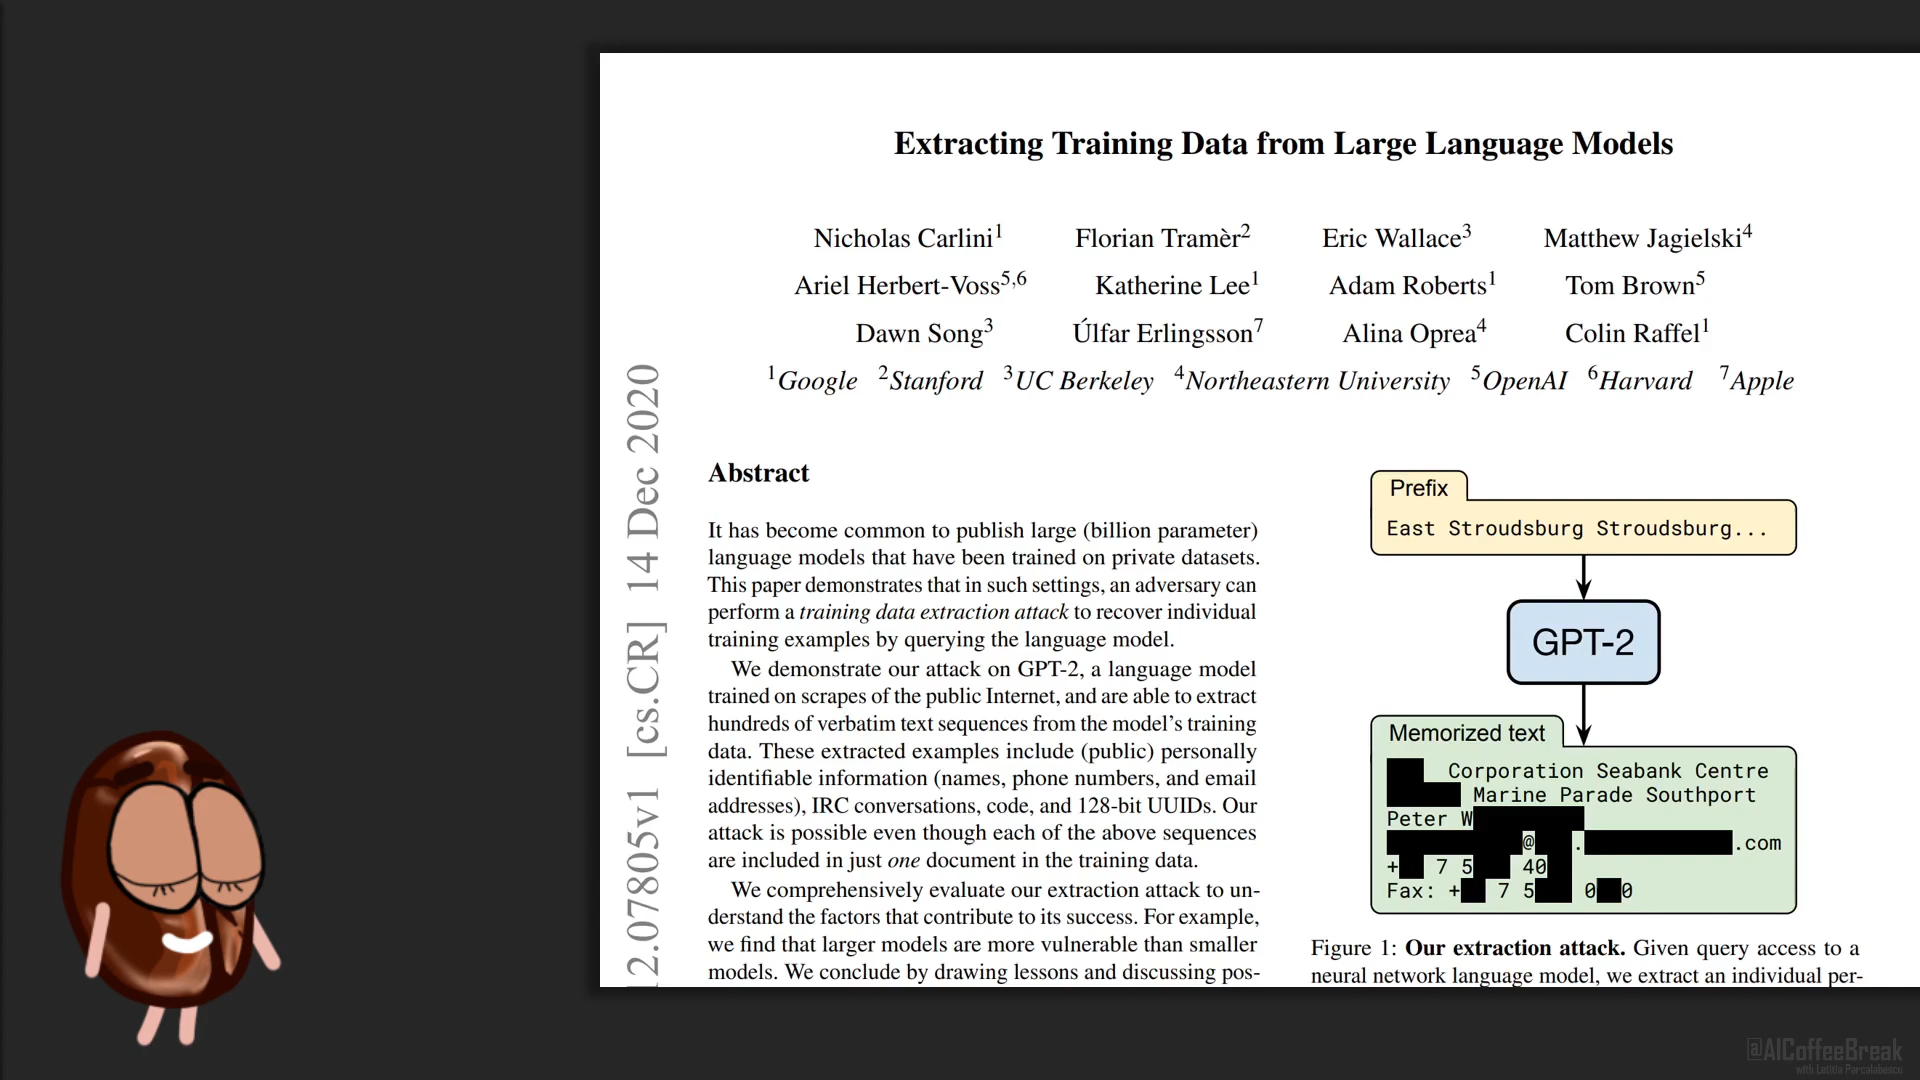 Extracting Training Data from Large Language Models
Nicholas Carlini1 Florian Tramèr2 Eric Wallace3 Matthew Jagielski4
Ariel Herbert-Voss5,6 Katherine Lee1 Adam Roberts1 Tom Brown5
Dawn Song3 Úlfar Erlingsson7 Alina Oprea4 Colin Raffel1
1Google 2Stanford 3UC Berkeley 4Northeastern University 5OpenAI 6Harvard 7Apple
2.07805v1 [cs.CR] 14 Dec 2020
Abstract
It has become common to publish large (billion parameter)
language models that have been trained on private datasets.
This paper demonstrates that in such settings, an adversary can
perform a training data extraction attack to recover individual
training examples by querying the language model.
We demonstrate our attack on GPT-2, a language model
trained on scrapes of the public Internet, and are able to extract
hundreds of verbatim text sequences from the model's training
data. These extracted examples include (public) personally
identifiable information (names, phone numbers, and email
addresses), IRC conversations, code, and 128-bit UUIDs. Our
attack is possible even though each of the above sequences
are included in just one document in the training data.
We comprehensively evaluate our extraction attack to un-
derstand the factors that contribute to its success. For example,
we find that larger models are more vulnerable than smaller
models. We conclude by drawing lessons and discussing pos-
Prefix
East Stroudsburg Stroudsburg...
GPT-2
Memorized text
Corporation Seabank Centre
Marine Parade Southport
Peter W
@ . .com
+ 7 5 40
Fax: + 7 5 0 0
Figure 1: Our extraction attack. Given query access to a
neural network language model, we extract an individual per-
@AICoffeeBreak
with Letitia Parcalabescu